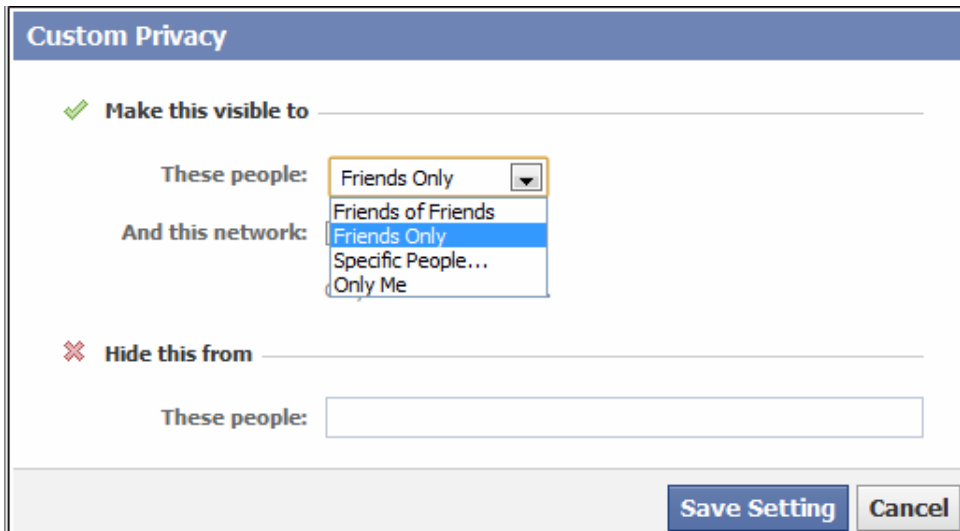 Custom Privacy
Make this visible to
These people: Friends Only
Friends of Friends
And this network:
Friends Only
Specific People...
Only Me
Hide this from
These people:
Save Setting Cancel